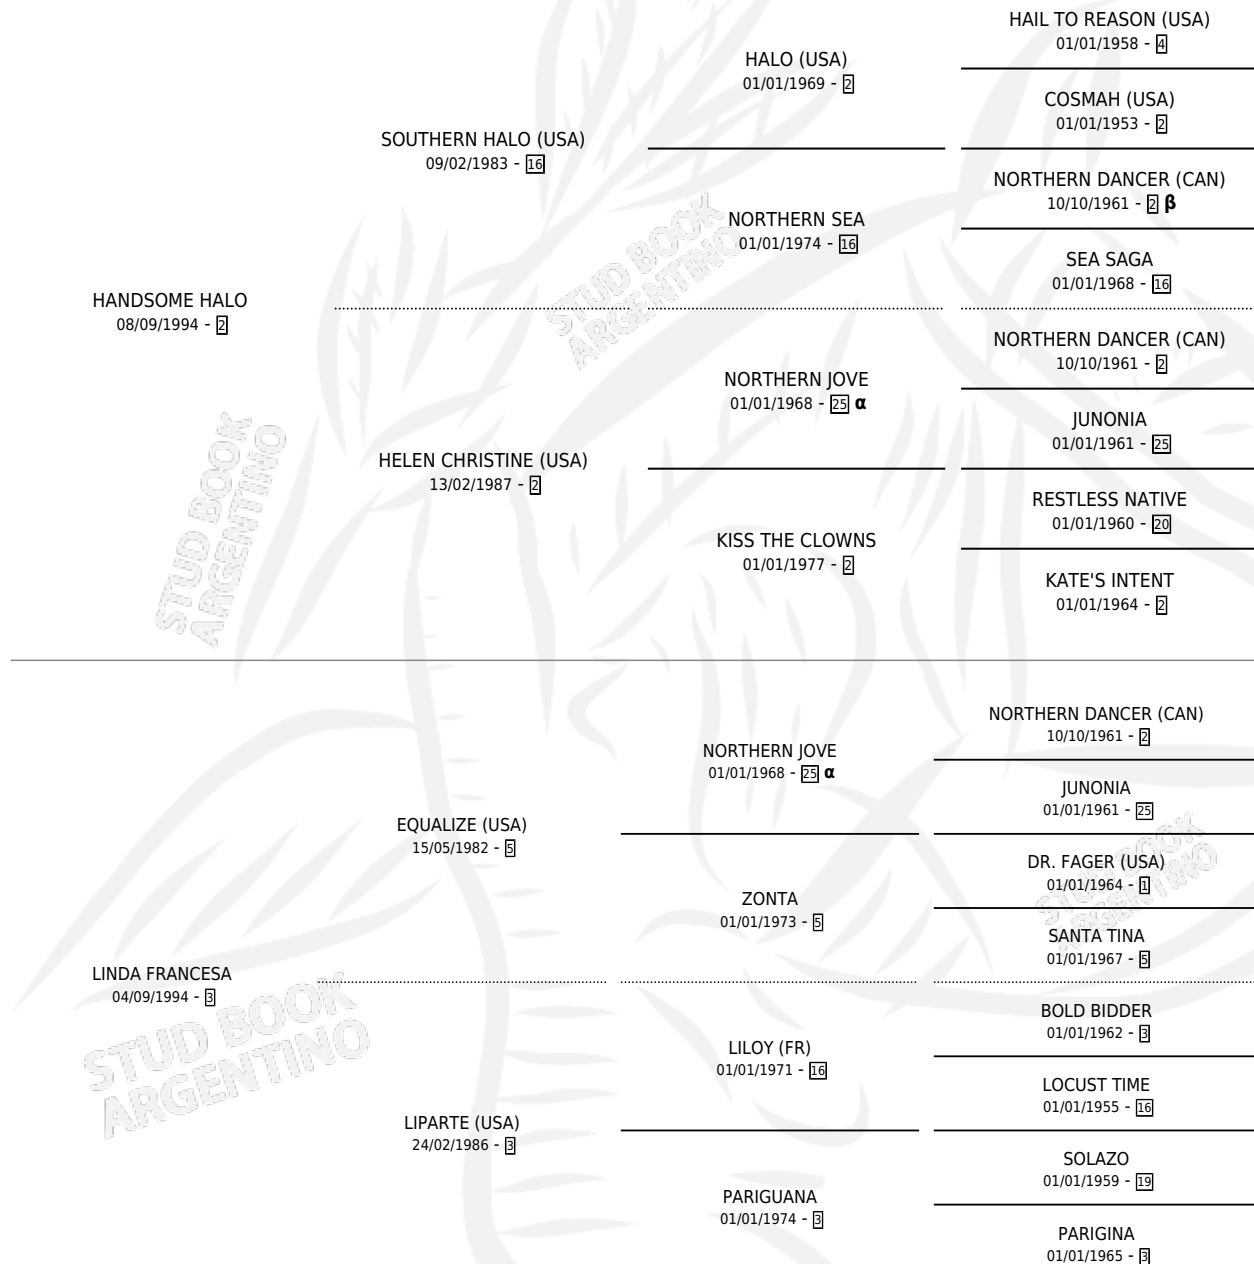 HANDSOME HALO
08/09/1994 - 2
SOUTHERN HALO (USA)
09/02/1983 - 16
HALO (USA)
01/01/1969 - 2
HAIL TO REASON (USA)
01/01/1958 - 4
COSMAH (USA)
01/01/1953 - 2
NORTHERN SEA
01/01/1974 - 16
NORTHERN DANCER (CAN)
10/10/1961 - 2 β
SEA SAGA
01/01/1968 - 16
HELEN CHRISTINE (USA)
13/02/1987 - 2
NORTHERN JOVE
01/01/1968 - 25 α
NORTHERN DANCER (CAN)
10/10/1961 - 2
JUNONIA
01/01/1961 - 25
KISS THE CLOWNS
01/01/1977 - 2
RESTLESS NATIVE
01/01/1960 - 20
KATE'S INTENT
01/01/1964 - 2
LINDA FRANCESA
04/09/1994 - 3
EQUALIZE (USA)
15/05/1982 - 5
NORTHERN JOVE
01/01/1968 - 25 α
NORTHERN DANCER (CAN)
10/10/1961 - 2
JUNONIA
01/01/1961 - 25
ZONTA
01/01/1973 - 5
DR. FAGER (USA)
01/01/1964 - 1
SANTA TINA
01/01/1967 - 5
LIPARTE (USA)
24/02/1986 - 3
LILOY (FR)
01/01/1971 - 16
BOLD BIDDER
01/01/1962 - 3
LOCUST TIME
01/01/1955 - 16
PARIGUANA
01/01/1974 - 3
SOLAZO
01/01/1959 - 19
PARIGINA
01/01/1965 - 3
STUD BOOK
ARGENTINO
STUD BOOK
ARGENTINO
STUD BOOK
ARGENTINO
STUD BOOK
ARGENTINO